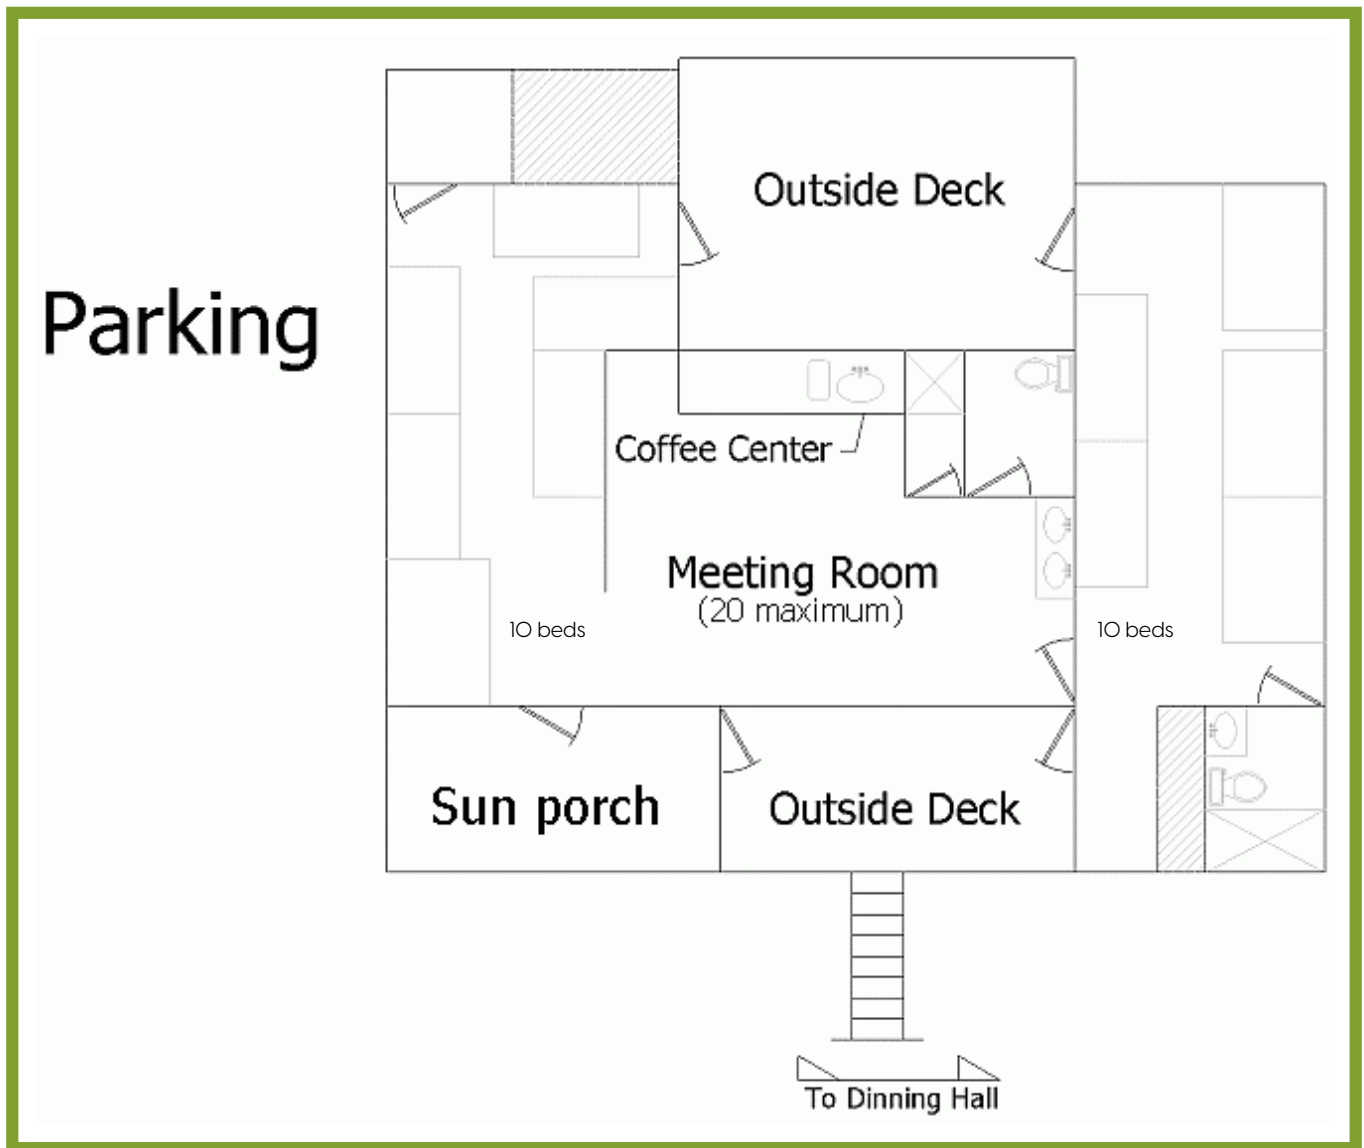 Outside Deck
Parking
Coffee Center
Meeting Room
(20 maximum)
10 beds
10 beds
Sun porch
Outside Deck
To Dinning Hall